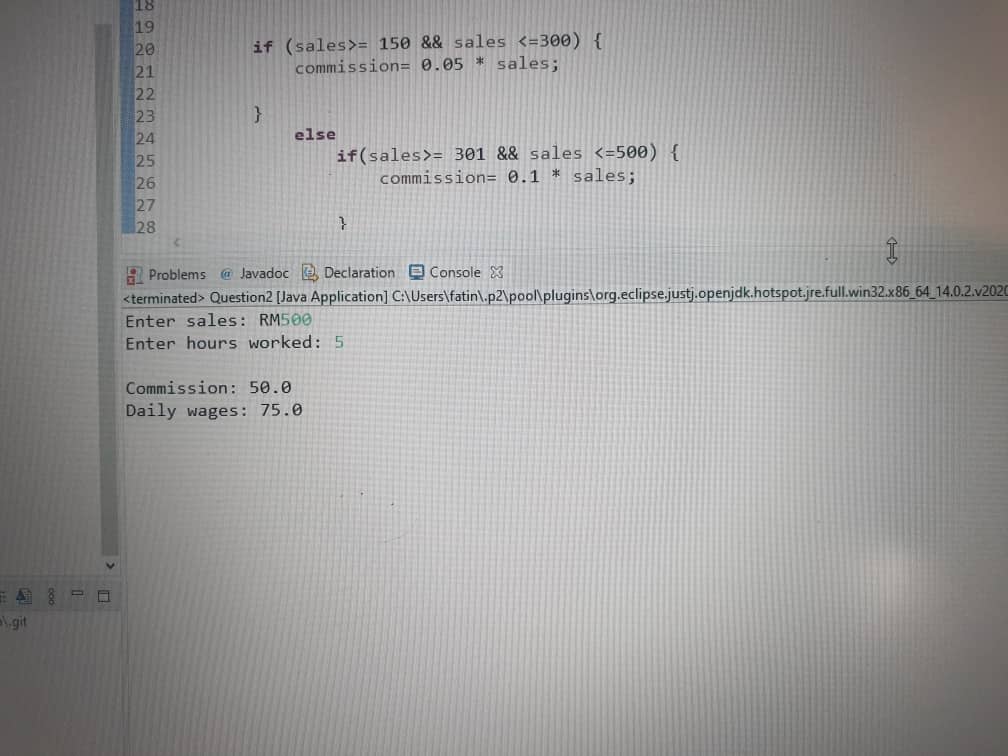 18
19
20 if (sales>= 150 && sales <=300) {
21 commission= 0.05 * sales;
22
23 }
24 else
25 if(sales>= 301 && sales <=500) {
26 commission= 0.1 * sales;
27
28 }
Problems @ Javadoc Declaration Console
<terminated> Question2 [Java Application] C:\Users\fatin\.p2\pool\plugins\org.eclipse.justj.openjdk.hotspot.jre.full.win32.x86_64_14.0.2.v2020
Enter sales: RM500
Enter hours worked: 5
Commission: 50.0
Daily wages: 75.0
\.git